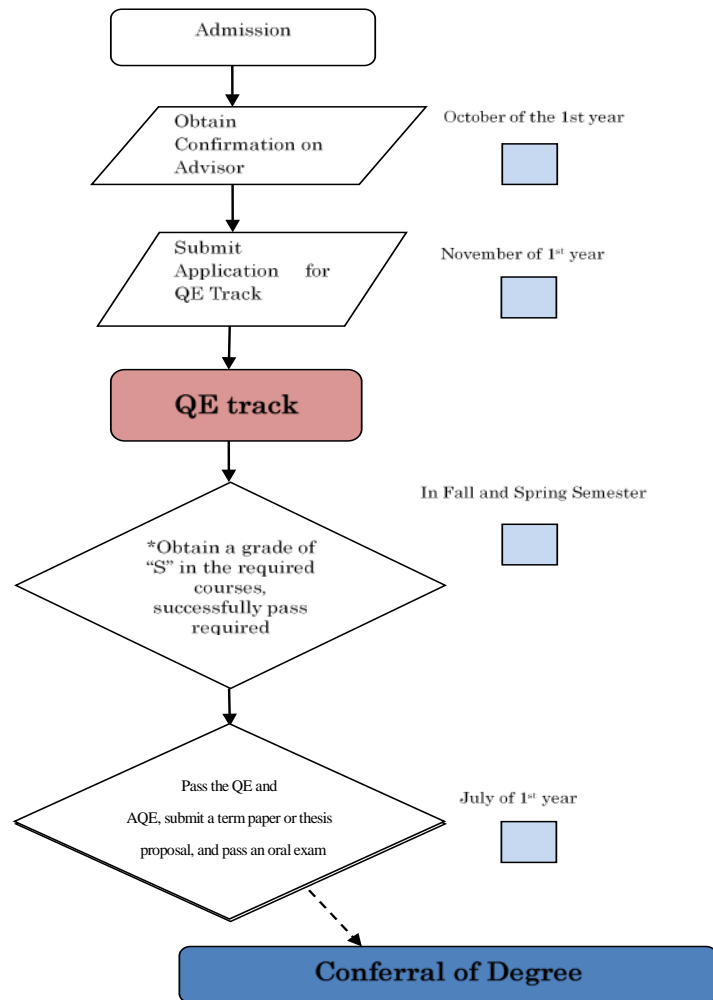 Admission
Obtain
Confirmation on
Advisor
October of the 1st year
Submit
Application for
QE Track
November of 1st year
QE track
In Fall and Spring Semester
*Obtain a grade of
“S” in the required
courses,
successfully pass
required
Pass the QE and
AQE, submit a term paper or thesis
proposal, and pass an oral exam
July of 1st year
Conferral of Degree